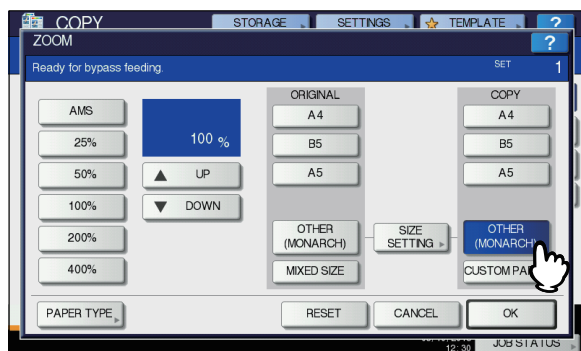 COPY STORAGE SETTINGS TEMPLATE ?
ZOOM ?
Ready for bypass feeding. SET 1
ORIGINAL COPY
AMS A4 A4
25% 100 % B5 B5
50% UP A5 A5
100% DOWN
200% OTHER (MONARCH) SIZE SETTING OTHER (MONARCH)
400% MIXED SIZE CUSTOM
PAPER TYPE RESET CANCEL OK
12:30 JOB STATUS